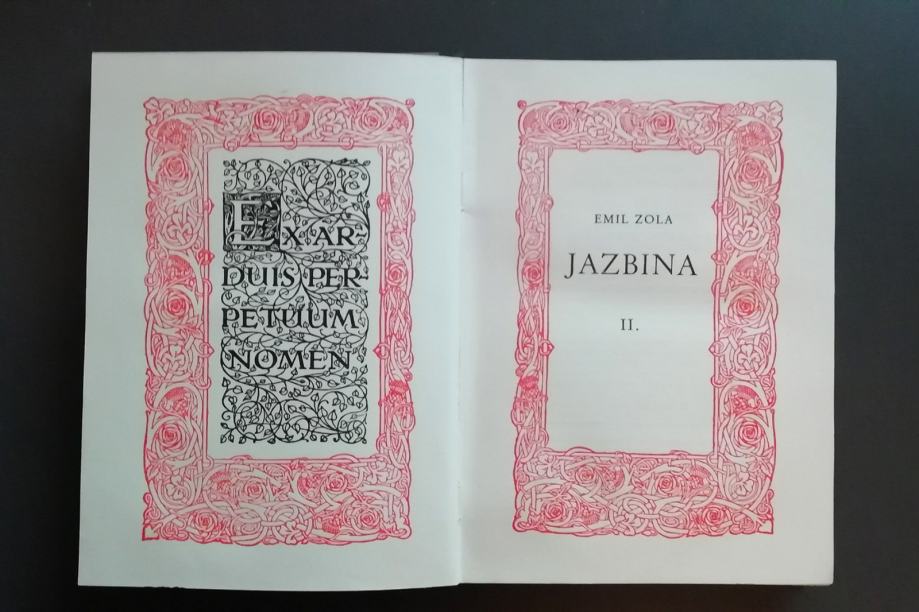 EX AR-
DUIS PER-
PETUUM
NOMEN
EMIL ZOLA
JAZBINA
II.